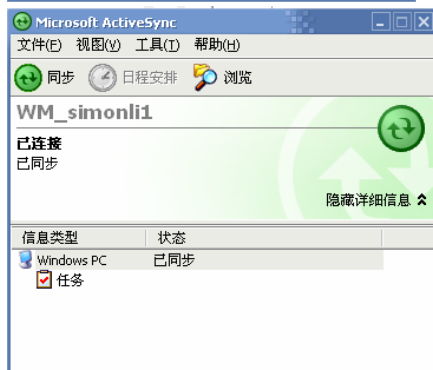 Microsoft ActiveSync
文件(F) 视图(V) 工具(T) 帮助(H)
同步 日程安排 浏览
WM_simonli1
已连接
已同步
隐藏详细信息
信息类型 状态
Windows PC 已同步
任务